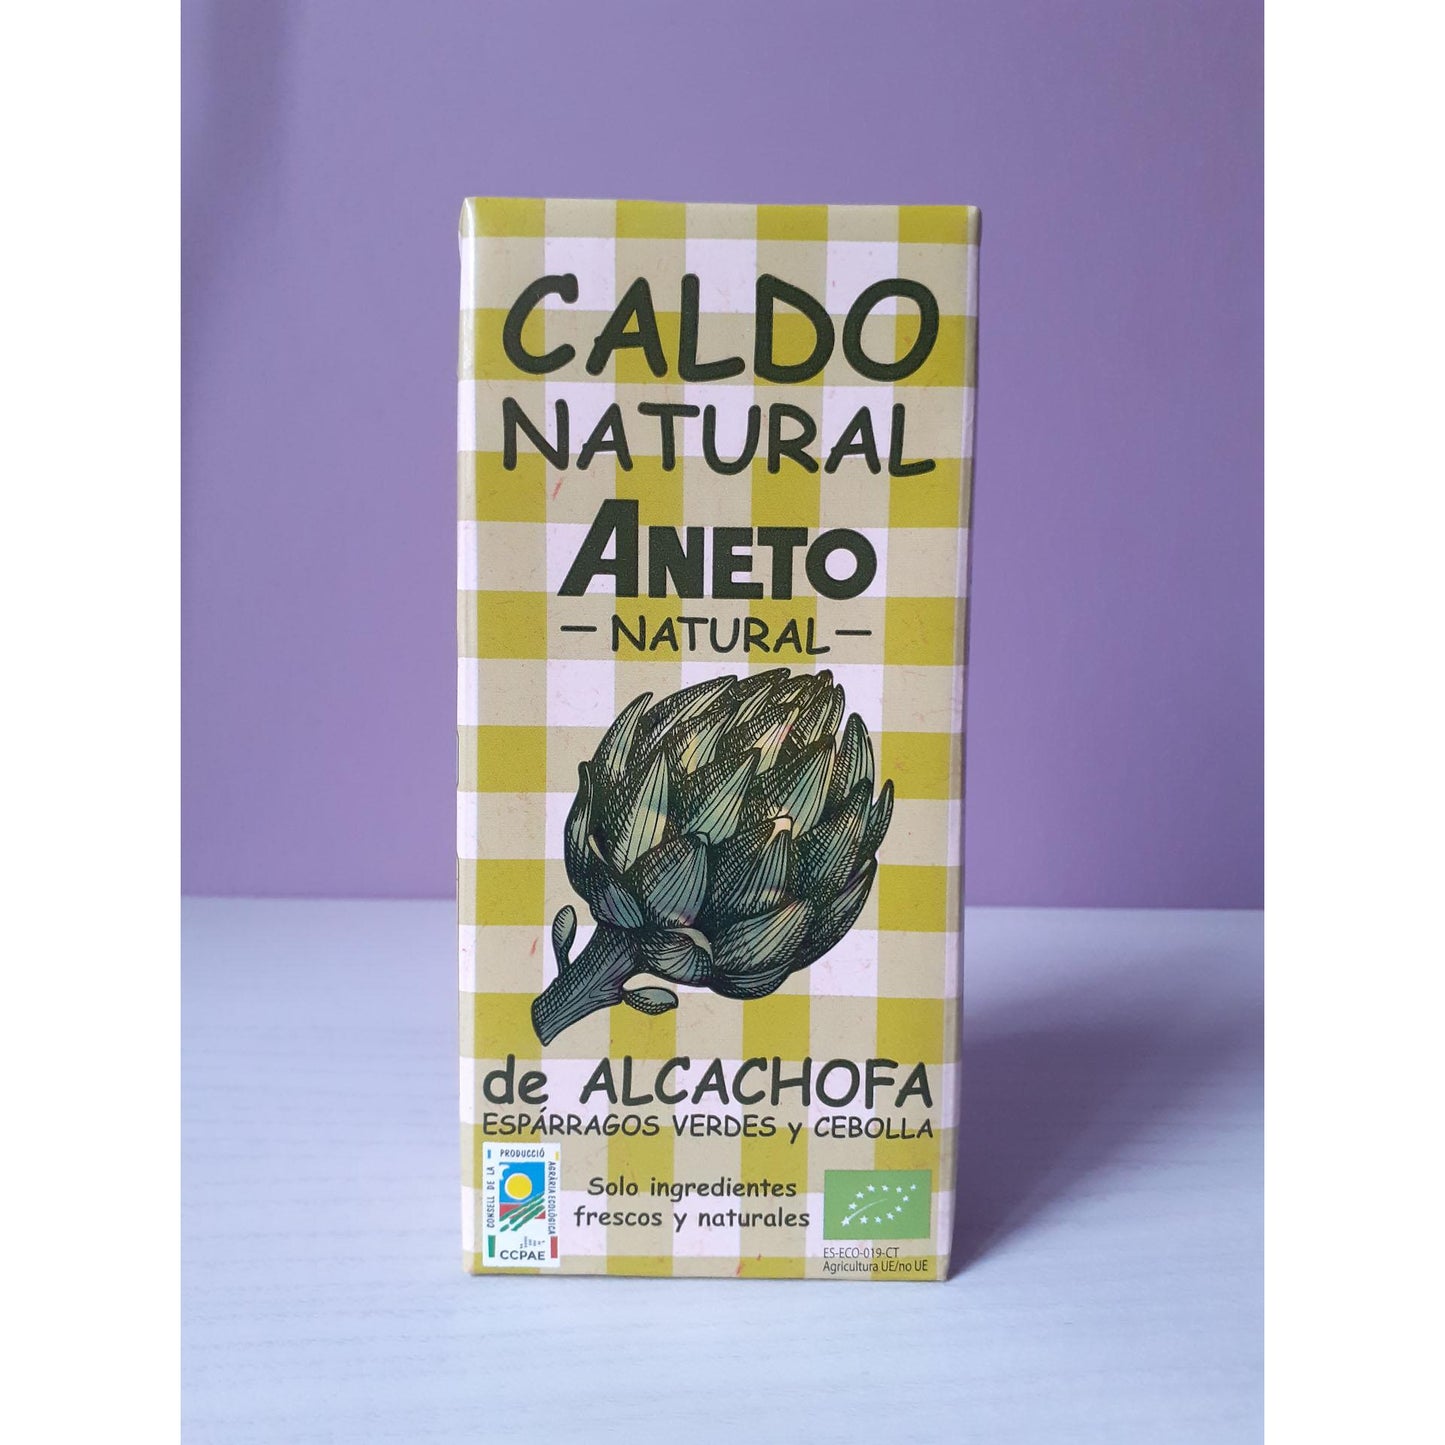 CALDO
NATURAL
ANETO
- NATURAL -
de ALCACHOFA
ESPÁRRAGOS VERDES y CEBOLLA
CONSELL DE LA
PRODUCCIÓ
AGRÀRIA ECOLÒGICA
CCPAE
Solo ingredientes
frescos y naturales
ES-ECO-019-CT
Agricultura UE/no UE